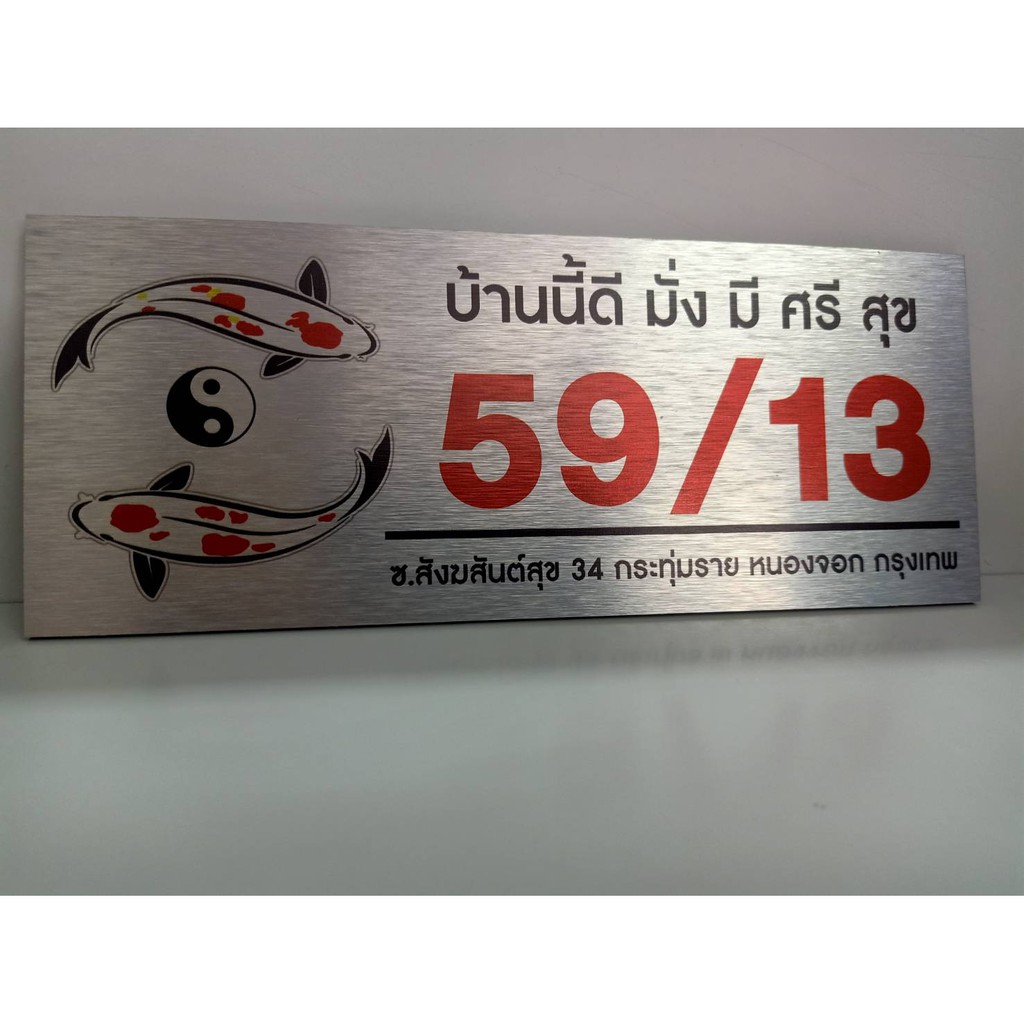 บ้านนี้ดี มั่ง มี ศรี สุข
59/13
ซ.สังฆสันต์สุข 34 กระทุ่มราย หนองจอก กรุงเทพ